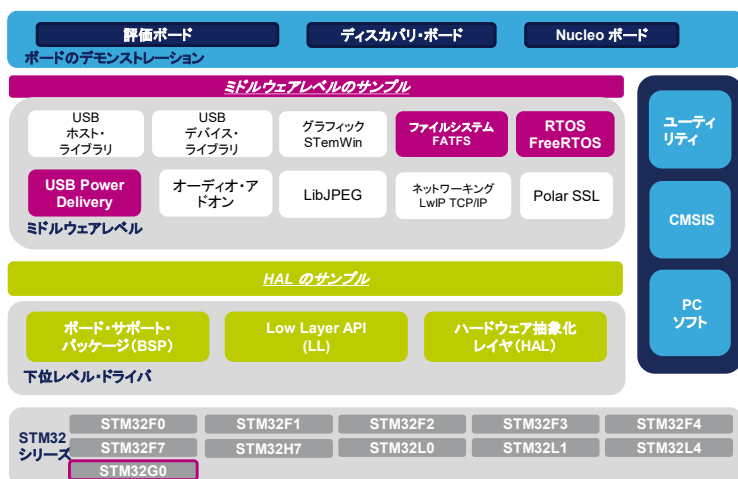 評価ボード
ディスカバリ・ボード
Nucleo ボード
ボードのデモンストレーション
ミドルウェアレベルのサンプル
USB
ホスト・
ライブラリ
USB
デバイス・
ライブラリ
グラフィック
STemWin
ファイルシステム
FATFS
RTOS
FreeRTOS
USB Power
Delivery
オーディオ・ア
ドオン
LibJPEG
ネットワーキング
LwIP TCP/IP
Polar SSL
ミドルウェアレベル
HAL のサンプル
ボード・サポート・
パッケージ(BSP)
Low Layer API
(LL)
ハードウェア抽象化
レイヤ(HAL)
下位レベル・ドライバ
ユーティ
リティ
CMSIS
PC
ソフト
STM32
シリーズ
STM32F0
STM32F1
STM32F2
STM32F3
STM32F4
STM32F7
STM32H7
STM32L0
STM32L1
STM32L4
STM32G0